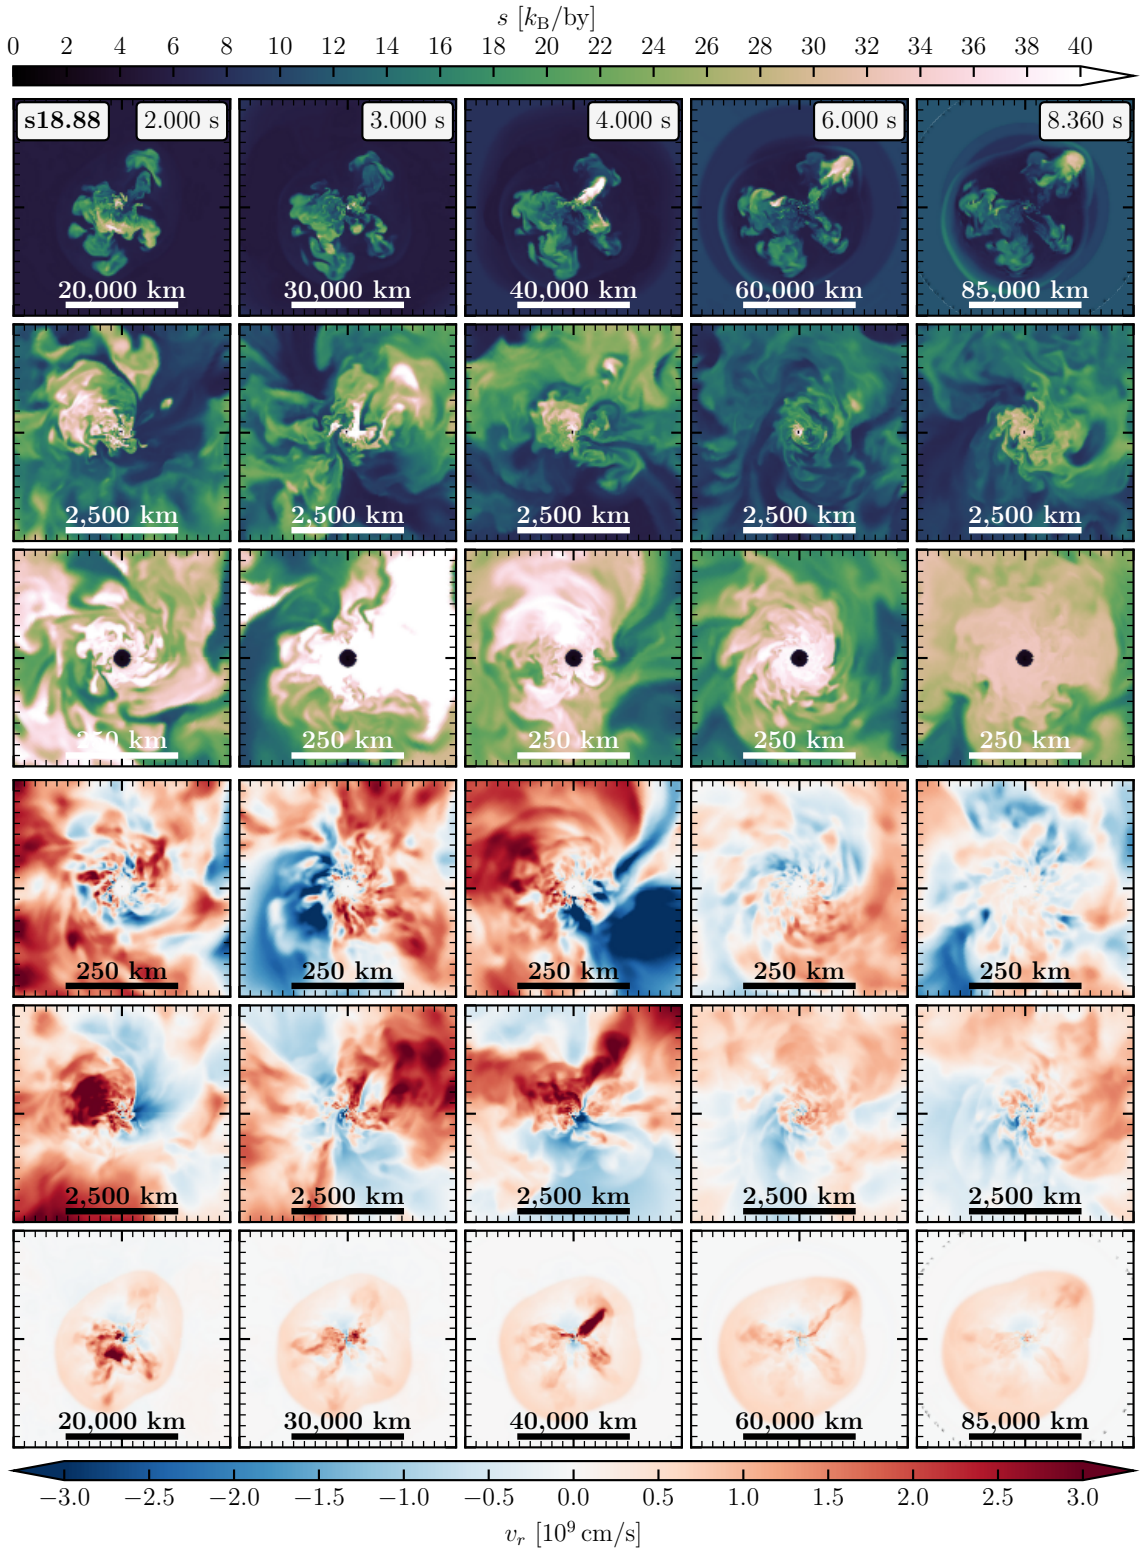 s [k_B/by]
0 2 4 6 8 10 12 14 16 18 20 22 24 26 28 30 32 34 36 38 40
s18.88 2.000 s 3.000 s 4.000 s 6.000 s 8.360 s
20,000 km 30,000 km 40,000 km 60,000 km 85,000 km
2,500 km 2,500 km 2,500 km 2,500 km 2,500 km
250 km 250 km 250 km 250 km 250 km
250 km 250 km 250 km 250 km 250 km
2,500 km 2,500 km 2,500 km 2,500 km 2,500 km
20,000 km 30,000 km 40,000 km 60,000 km 85,000 km
−3.0 −2.5 −2.0 −1.5 −1.0 −0.5 0.0 0.5 1.0 1.5 2.0 2.5 3.0
v_r [10⁹ cm/s]